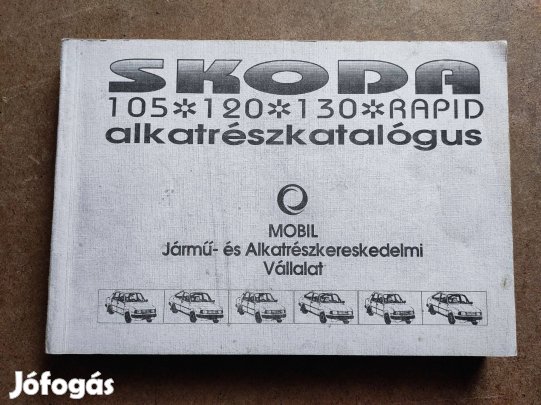 SKODA
105*120*130*RAPID
alkatrészkatalógus
MOBIL
Jármű- és Alkatrészkereskedelmi
Vállalat
Jófogás